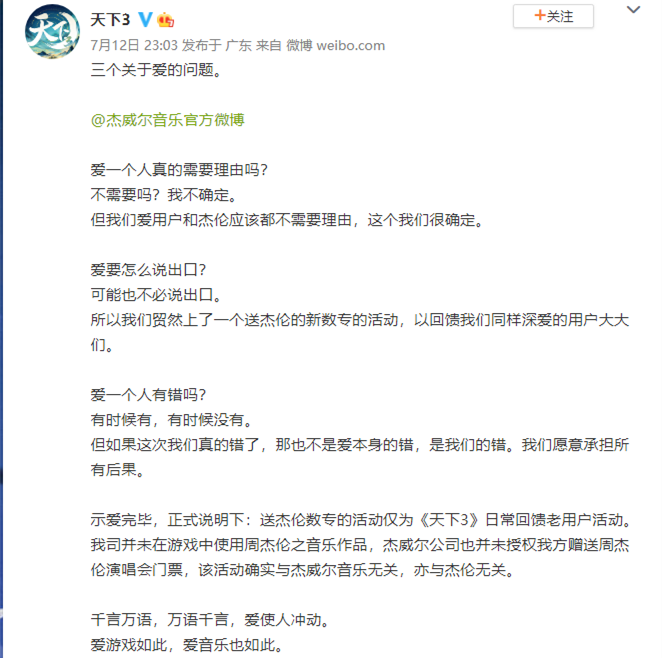 天下
天下3
+关注
7月12日 23:03 发布于 广东 来自 微博 weibo.com
三个关于爱的问题。
@杰威尔音乐官方微博
爱一个人真的需要理由吗？
不需要吗？我不确定。
但我们爱用户和杰伦应该都不需要理由，这个我们很确定。
爱要怎么说出口？
可能也不必说出口。
所以我们贸然上了一个送杰伦的新数专的活动，以回馈我们同样深爱的用户大大
们。
爱一个人有错吗？
有时候有，有时候没有。
但如果这次我们真的错了，那也不是爱本身的错，是我们的错。我们愿意承担所
有后果。
示爱完毕，正式说明下：送杰伦数专的活动仅为《天下3》日常回馈老用户活动。
我司并未在游戏中使用周杰伦之音乐作品，杰威尔公司也并未授权我方赠送周杰
伦演唱会门票，该活动确实与杰威尔音乐无关，亦与杰伦无关。
千言万语，万语千言，爱使人冲动。
爱游戏如此，爱音乐也如此。